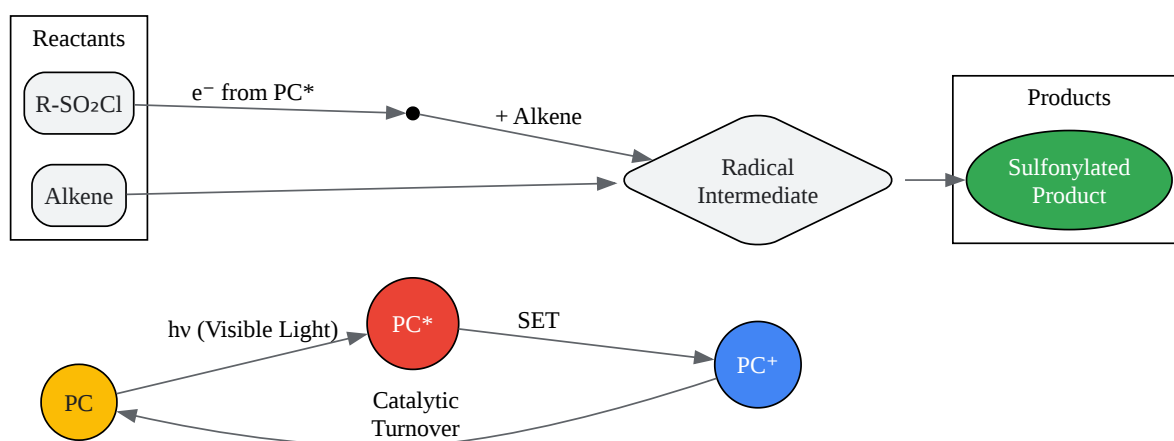 Reactants
R-SO₂Cl
e⁻ from PC*
+ Alkene
Alkene
Radical
Intermediate
Products
Sulfonylated
Product
hν (Visible Light)
PC*
SET
PC⁺
PC
Catalytic
Turnover